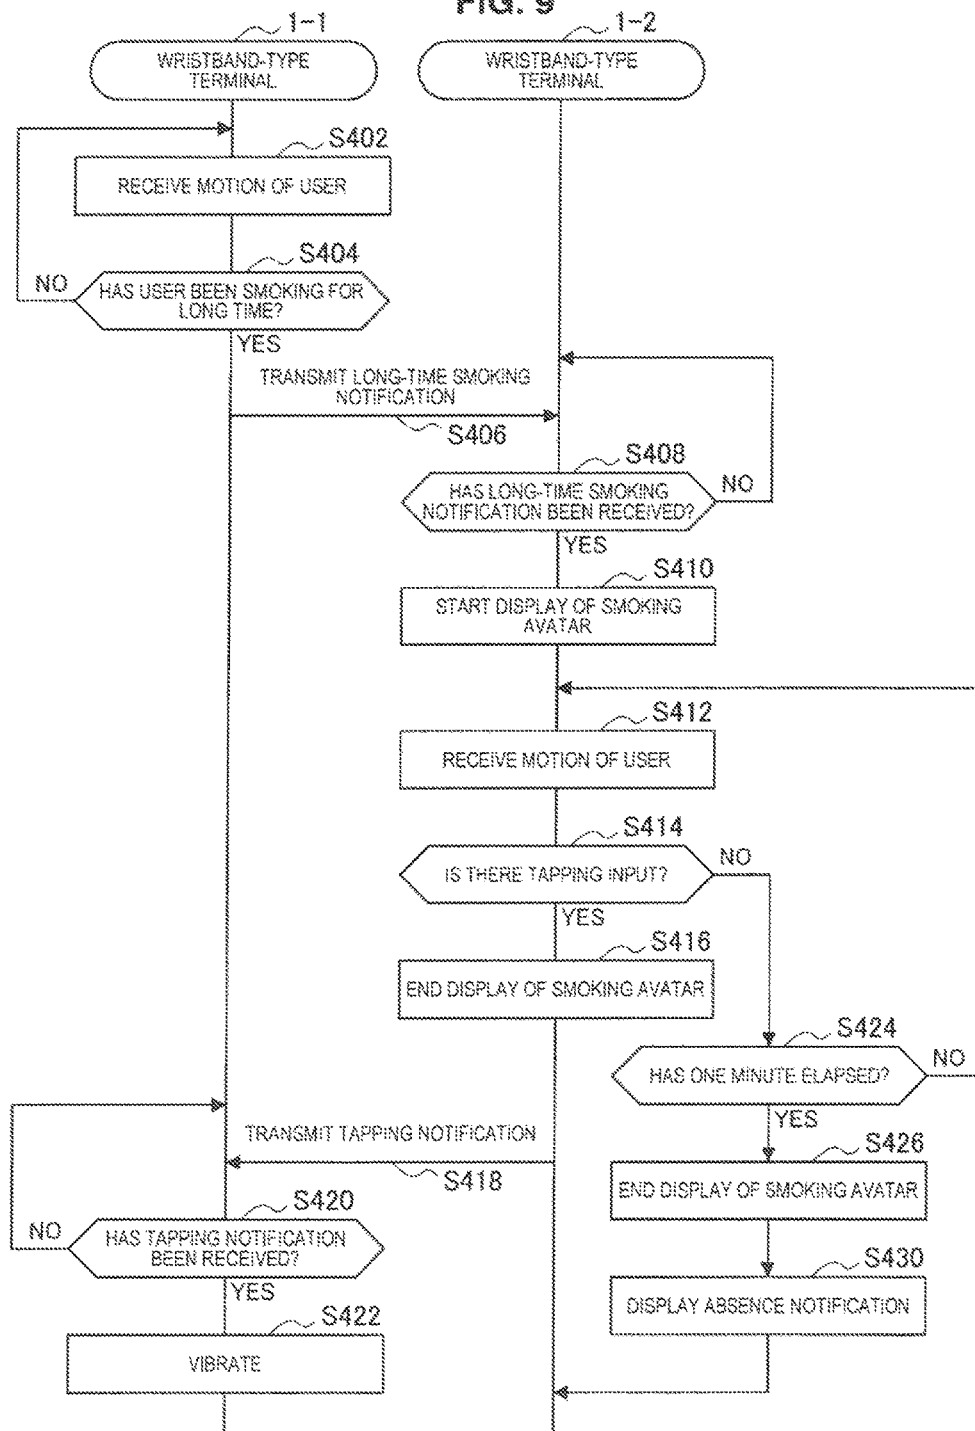 FIG. 9
1-1
1-2
WRISTBAND-TYPE
TERMINAL
WRISTBAND-TYPE
TERMINAL
S402
RECEIVE MOTION OF USER
S404
NO
HAS USER BEEN SMOKING FOR
LONG TIME?
YES
TRANSMIT LONG-TIME SMOKING
NOTIFICATION
S406
S408
HAS LONG-TIME SMOKING
NOTIFICATION BEEN RECEIVED?
NO
YES
S410
START DISPLAY OF SMOKING
AVATAR
S412
RECEIVE MOTION OF USER
S414
IS THERE TAPPING INPUT?
NO
YES
S416
END DISPLAY OF SMOKING AVATAR
S424
HAS ONE MINUTE ELAPSED?
NO
YES
TRANSMIT TAPPING NOTIFICATION
S418
S426
END DISPLAY OF SMOKING AVATAR
S420
NO
HAS TAPPING NOTIFICATION
BEEN RECEIVED?
YES
S430
DISPLAY ABSENCE NOTIFICATION
S422
VIBRATE